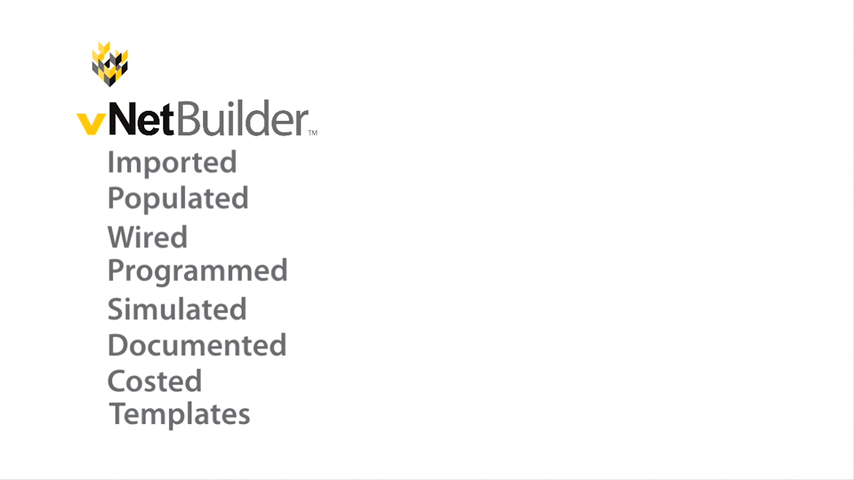 vNetBuilder™
Imported
Populated
Wired
Programmed
Simulated
Documented
Costed
Templates